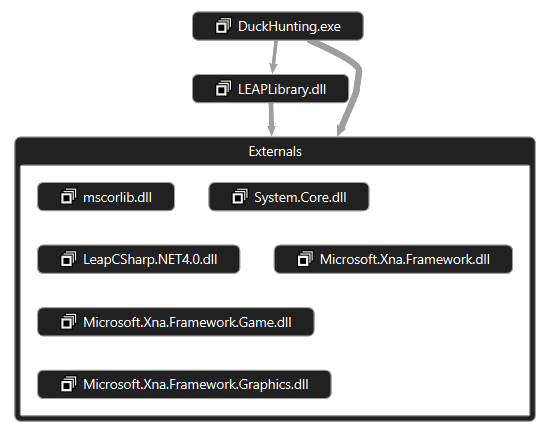 DuckHunting.exe
LEAPLibrary.dll
Externals
mscorlib.dll
System.Core.dll
LeapCSharp.NET4.0.dll
Microsoft.Xna.Framework.dll
Microsoft.Xna.Framework.Game.dll
Microsoft.Xna.Framework.Graphics.dll